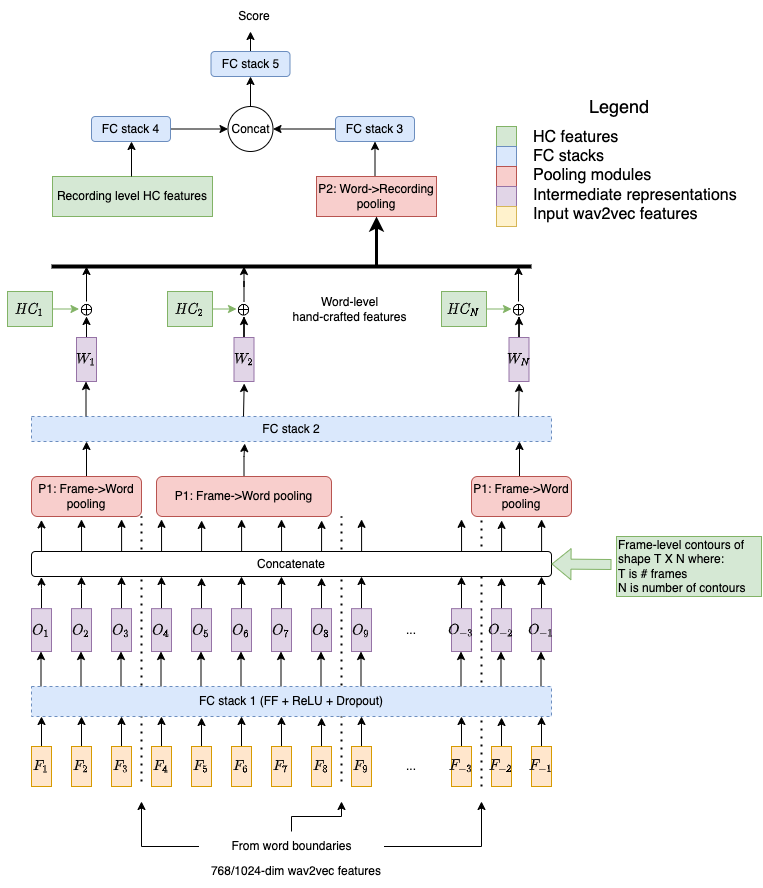 Score
FC stack 5
FC stack 4
Concat
FC stack 3
Recording level HC features
P2: Word->Recording
pooling
Legend
HC features
FC stacks
Pooling modules
Intermediate representations
Input wav2vec features
HC₁
HC₂
Word-level
hand-crafted features
HC_N
W₁
W₂
W_N
FC stack 2
P1: Frame->Word
pooling
P1: Frame->Word pooling
P1: Frame->Word
pooling
Concatenate
Frame-level contours of
shape T X N where:
T is # frames
N is number of contours
O₁ O₂ O₃ O₄ O₅ O₆ O₇ O₈ O₉ ... O₋₃ O₋₂ O₋₁
FC stack 1 (FF + ReLU + Dropout)
F₁ F₂ F₃ F₄ F₅ F₆ F₇ F₈ F₉ ... F₋₃ F₋₂ F₋₁
From word boundaries
768/1024-dim wav2vec features